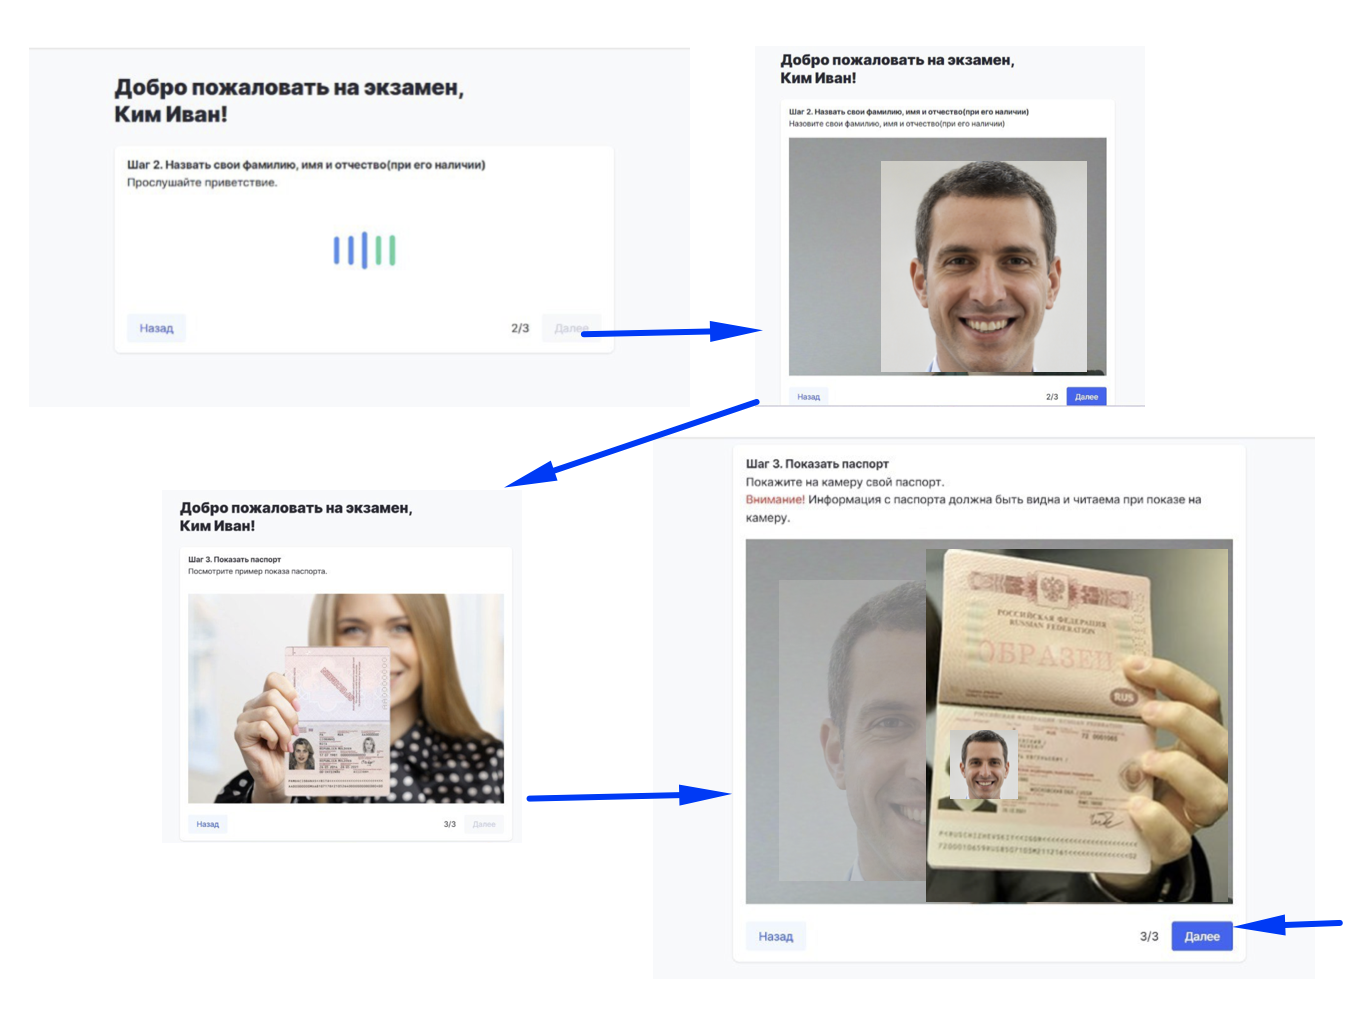 Добро пожаловать на экзамен,
Ким Иван!
Шаг 2. Назвать свои фамилию, имя и отчество(при его наличии)
Прослушайте приветствие.
Назад
2/3
Далее
Добро пожаловать на экзамен,
Ким Иван!
Шаг 2. Назвать свои фамилию, имя и отчество(при его наличии)
Назовите свои фамилию, имя и отчество(при его наличии)
Назад
2/3
Далее
Добро пожаловать на экзамен,
Ким Иван!
Шаг 3. Показать паспорт
Посмотрите пример показа паспорта.
Назад
3/3
Далее
Шаг 3. Показать паспорт
Покажите на камеру свой паспорт.
Внимание! Информация с паспорта должна быть видна и читаема при показе на
камеру.
РОССИЙСКАЯ ФЕДЕРАЦИЯ
RUSSIAN FEDERATION
ОБРАЗЕЦ
RUS
Назад
3/3
Далее